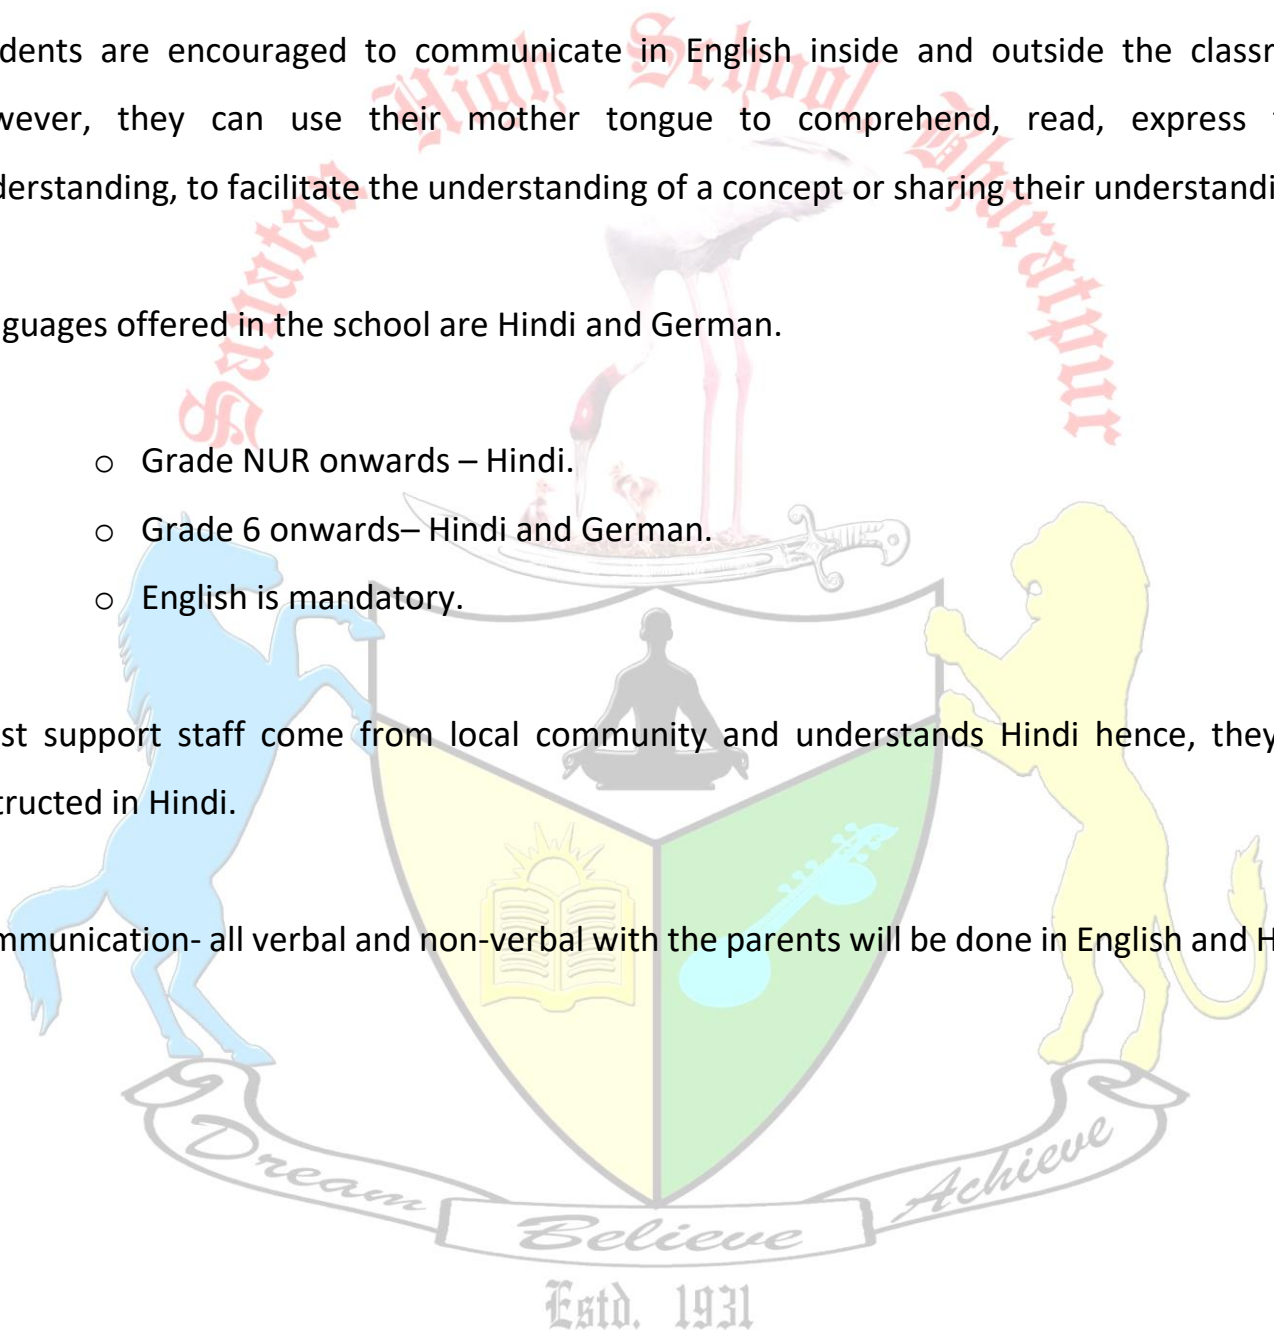 Sanatan High School Bharatpur
dents are encouraged to communicate in English inside and outside the classr
wever, they can use their mother tongue to comprehend, read, express
derstanding, to facilitate the understanding of a concept or sharing their understandi
guages offered in the school are Hindi and German.
o Grade NUR onwards – Hindi.
o Grade 6 onwards– Hindi and German.
o English is mandatory.
st support staff come from local community and understands Hindi hence, they
tructed in Hindi.
mmunication- all verbal and non-verbal with the parents will be done in English and H
Dream
Believe
Achieve
Estd. 1931